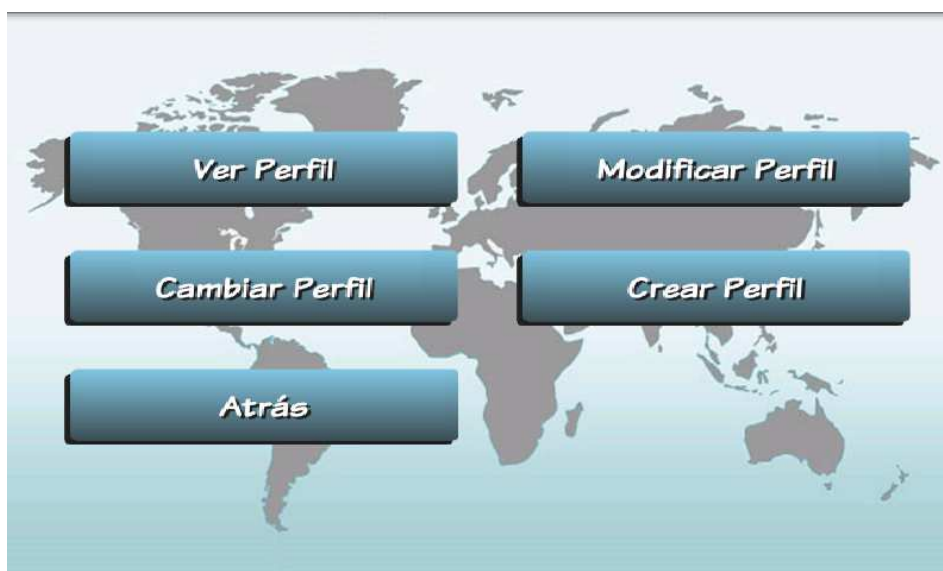 Ver Perfil
Modificar Perfil
Cambiar Perfil
Crear Perfil
Atrás